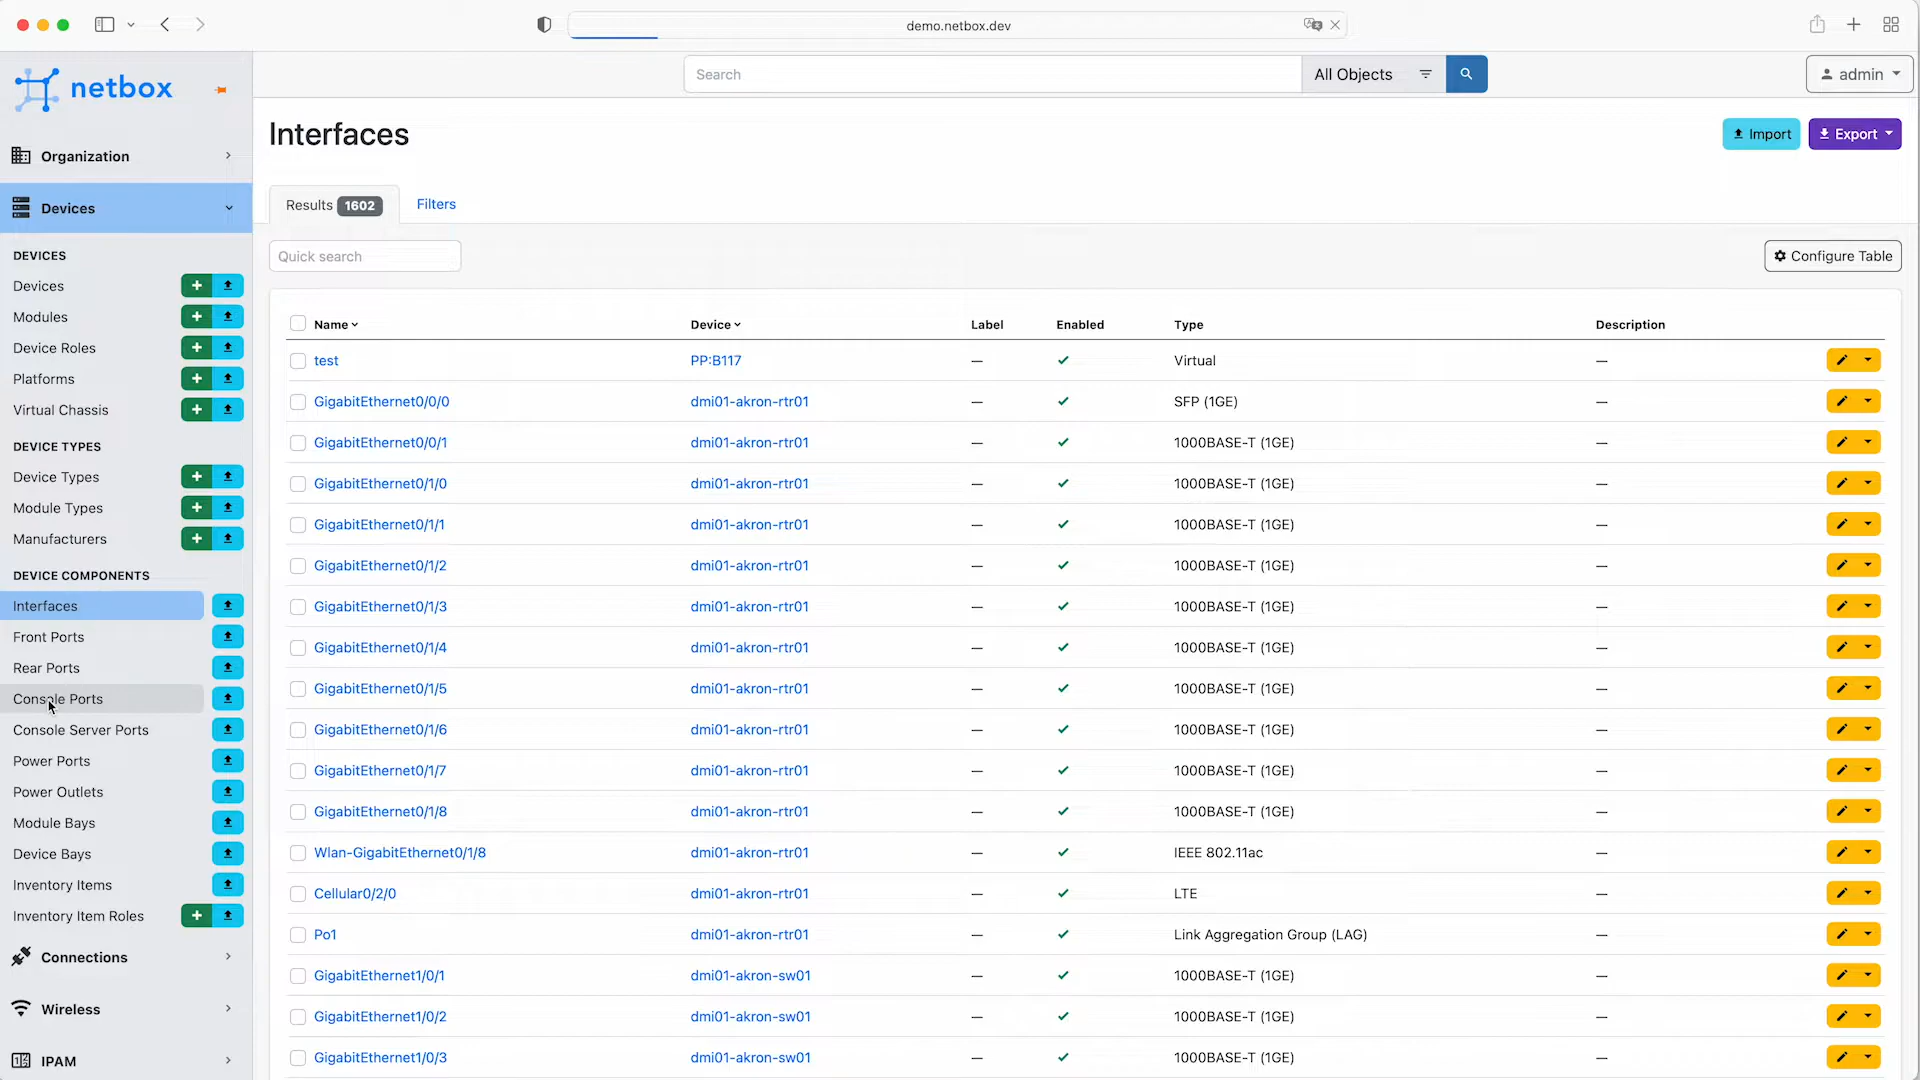 demo.netbox.dev
netbox
Search
All Objects
admin
Organization
Devices
DEVICES
Devices
Modules
Device Roles
Platforms
Virtual Chassis
DEVICE TYPES
Device Types
Module Types
Manufacturers
DEVICE COMPONENTS
Interfaces
Front Ports
Rear Ports
Console Ports
Console Server Ports
Power Ports
Power Outlets
Module Bays
Device Bays
Inventory Items
Inventory Item Roles
Connections
Wireless
IPAM
Interfaces
Import
Export
Results 1602
Filters
Quick search
Configure Table
Name Device Label Enabled Type Description
test PP:B117 — Virtual —
GigabitEthernet0/0/0 dmi01-akron-rtr01 — SFP (1GE) —
GigabitEthernet0/0/1 dmi01-akron-rtr01 — 1000BASE-T (1GE) —
GigabitEthernet0/1/0 dmi01-akron-rtr01 — 1000BASE-T (1GE) —
GigabitEthernet0/1/1 dmi01-akron-rtr01 — 1000BASE-T (1GE) —
GigabitEthernet0/1/2 dmi01-akron-rtr01 — 1000BASE-T (1GE) —
GigabitEthernet0/1/3 dmi01-akron-rtr01 — 1000BASE-T (1GE) —
GigabitEthernet0/1/4 dmi01-akron-rtr01 — 1000BASE-T (1GE) —
GigabitEthernet0/1/5 dmi01-akron-rtr01 — 1000BASE-T (1GE) —
GigabitEthernet0/1/6 dmi01-akron-rtr01 — 1000BASE-T (1GE) —
GigabitEthernet0/1/7 dmi01-akron-rtr01 — 1000BASE-T (1GE) —
GigabitEthernet0/1/8 dmi01-akron-rtr01 — 1000BASE-T (1GE) —
Wlan-GigabitEthernet0/1/8 dmi01-akron-rtr01 — IEEE 802.11ac —
Cellular0/2/0 dmi01-akron-rtr01 — LTE —
Po1 dmi01-akron-rtr01 — Link Aggregation Group (LAG) —
GigabitEthernet1/0/1 dmi01-akron-sw01 — 1000BASE-T (1GE) —
GigabitEthernet1/0/2 dmi01-akron-sw01 — 1000BASE-T (1GE) —
GigabitEthernet1/0/3 dmi01-akron-sw01 — 1000BASE-T (1GE) —